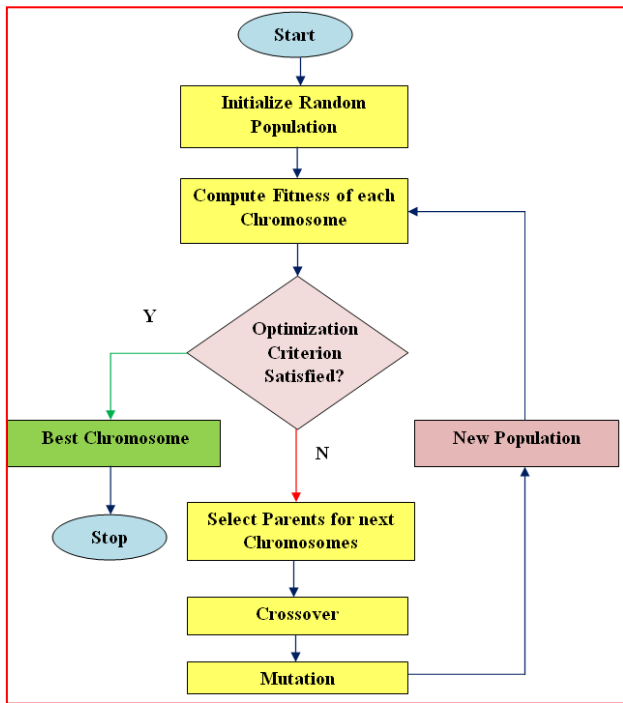 Start
Initialize Random
Population
Compute Fitness of each
Chromosome
Y
Optimization
Criterion
Satisfied?
Best Chromosome
New Population
N
Select Parents for next
Chromosomes
Stop
Crossover
Mutation